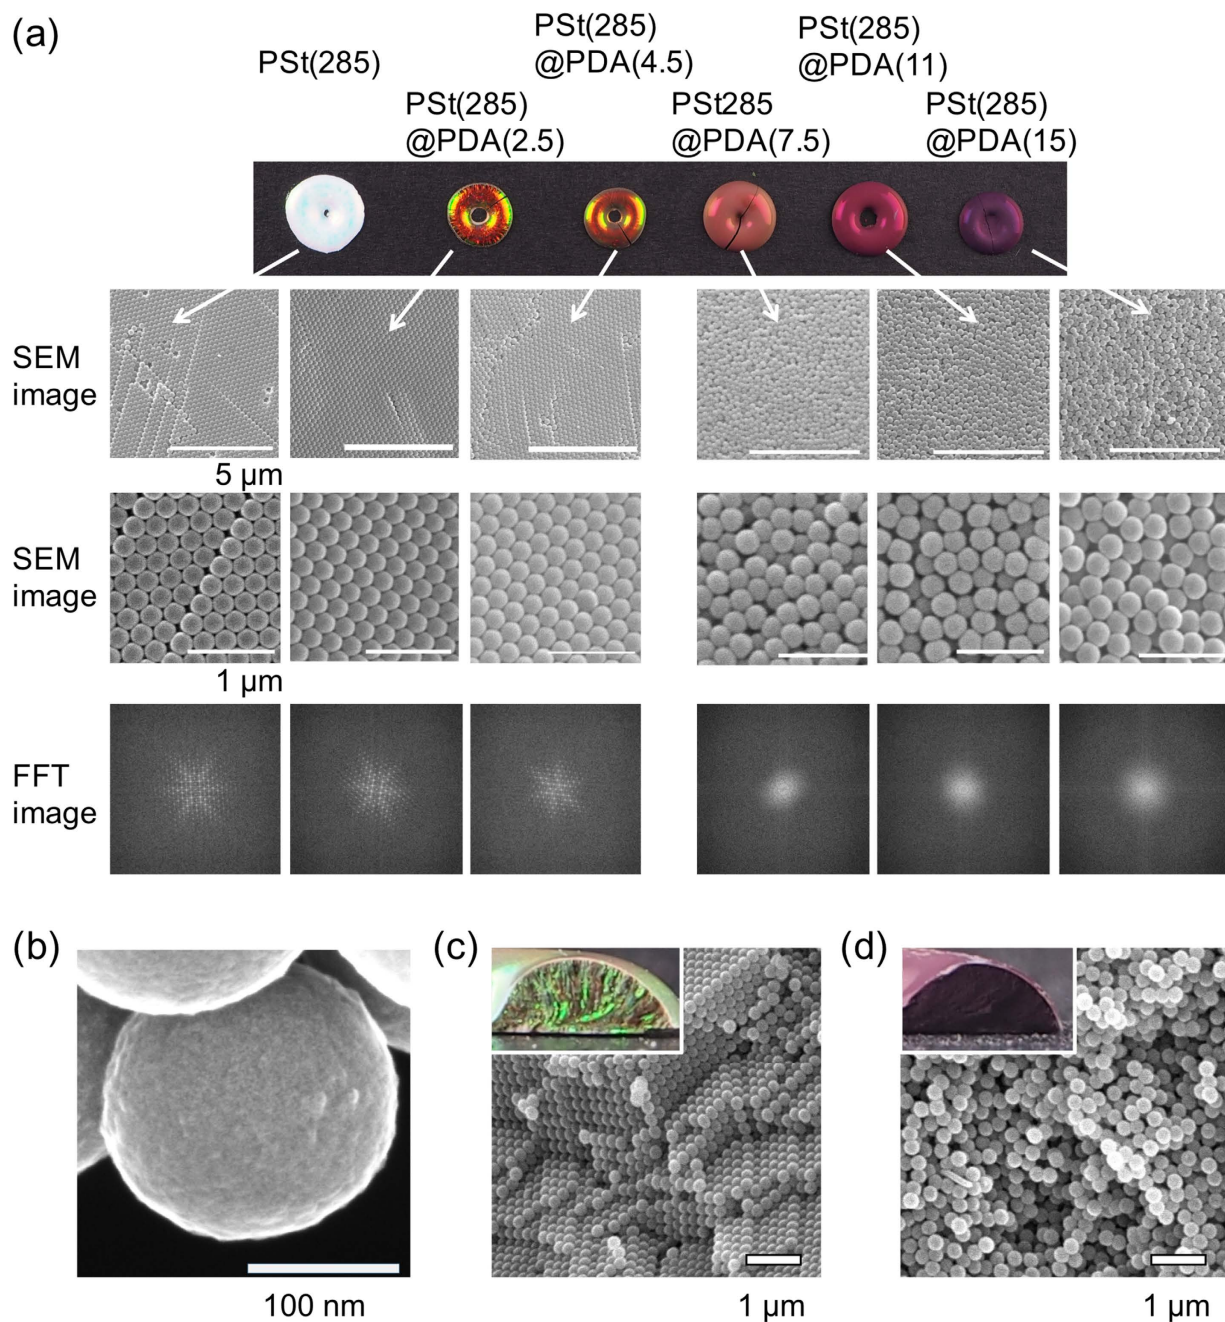 (a)
PSt(285)
PSt(285)
@PDA(2.5)
PSt(285)
@PDA(4.5)
PSt285
@PDA(7.5)
PSt(285)
@PDA(11)
PSt(285)
@PDA(15)
SEM
image
5 μm
SEM
image
1 μm
FFT
image
(b)
100 nm
(c)
1 μm
(d)
1 μm